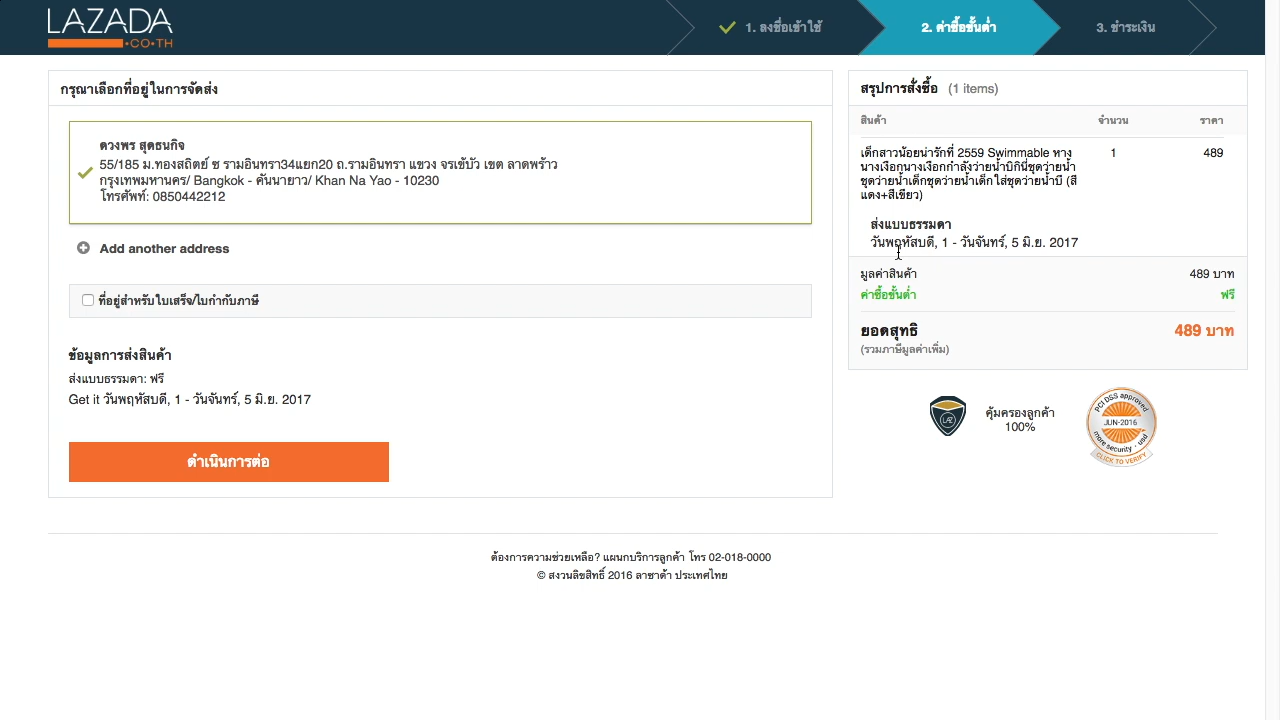 LAZADA
.CO.TH
1. ลงชื่อเข้าใช้
2. ค่าซื้อขั้นต่ำ
3. ชำระเงิน
กรุณาเลือกที่อยู่ในการจัดส่ง
ดวงพร สุดธนกิจ
55/185 ม.ทองสถิตย์ ซ รามอินทรา34แยก20 ถ.รามอินทรา แขวง จรเข้บัว เขต ลาดพร้าว
กรุงเทพมหานคร/ Bangkok - คันนายาว/ Khan Na Yao - 10230
โทรศัพท์: 0850442212
Add another address
ที่อยู่สำหรับใบเสร็จ/ใบกำกับภาษี
ข้อมูลการส่งสินค้า
ส่งแบบธรรมดา: ฟรี
Get it วันพฤหัสบดี, 1 - วันจันทร์, 5 มิ.ย. 2017
ดำเนินการต่อ
สรุปการสั่งซื้อ (1 items)
สินค้า จำนวน ราคา
เด็กสาวน้อยน่ารักที่ 2559 Swimmable หาง 1 489
นางเงือกนางเงือกกำลังว่ายน้ำบิกินี่ชุดว่ายน้ำ
ชุดว่ายน้ำเด็กชุดว่ายน้ำเด็กใส่ชุดว่ายน้ำบี (สี
แดง+สีเขียว)
ส่งแบบธรรมดา
วันพฤหัสบดี, 1 - วันจันทร์, 5 มิ.ย. 2017
มูลค่าสินค้า 489 บาท
ค่าซื้อขั้นต่ำ ฟรี
ยอดสุทธิ 489 บาท
(รวมภาษีมูลค่าเพิ่ม)
LAZ
คุ้มครองลูกค้า
100%
PCI DSS approved
JUN-2016
more security - usd
CLICK TO VERIFY
ต้องการความช่วยเหลือ? แผนกบริการลูกค้า โทร 02-018-0000
© สงวนลิขสิทธิ์ 2016 ลาซาด้า ประเทศไทย